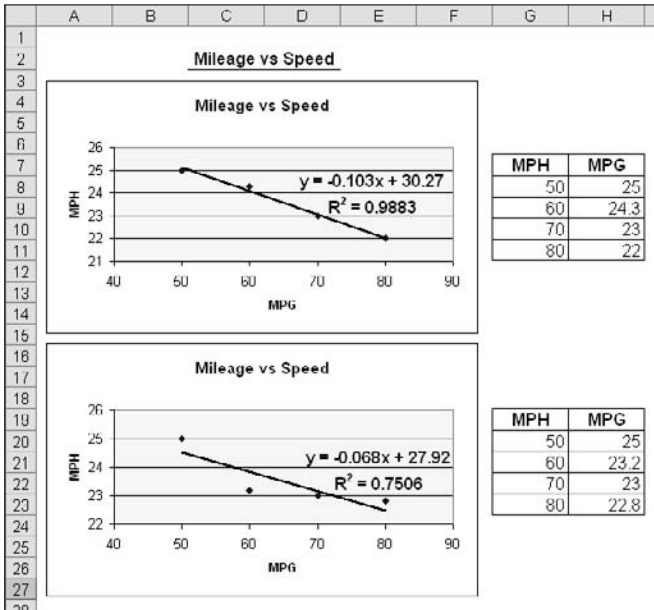 A B C D E F G H
1
2 Mileage vs Speed
3
4 Mileage vs Speed
5
6
26
7 25 MPH MPG
8 24 y = -0.103x + 30.27 50 25
9 MPH 23 R² = 0.9883 60 24.3
10 22 70 23
11 21 80 22
12 40 50 60 70 80 90
13 MPG
14
15
16
17 Mileage vs Speed
18
19 26 MPH MPG
20 25 50 25
21 MPH 24 y = -0.068x + 27.92 60 23.2
22 23 R² = 0.7506 70 23
23 22 80 22.8
24
25 40 50 60 70 80 90
26 MPG
27
28